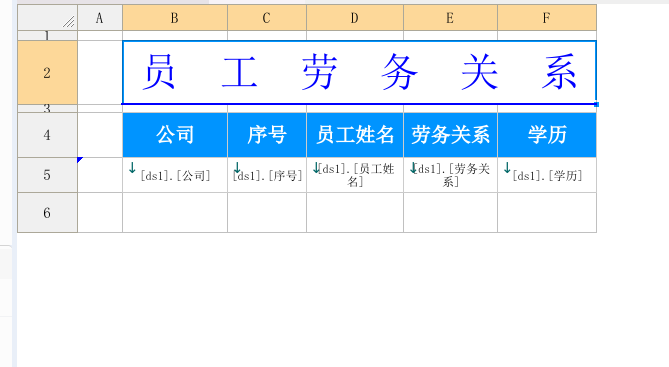 A B C D E F
1
2 员 工 劳 务 关 系
3
4 公司 序号 员工姓名 劳务关系 学历
5 [ds1].[公司] [ds1].[序号] [ds1].[员工姓名] [ds1].[劳务关系] [ds1].[学历]
6